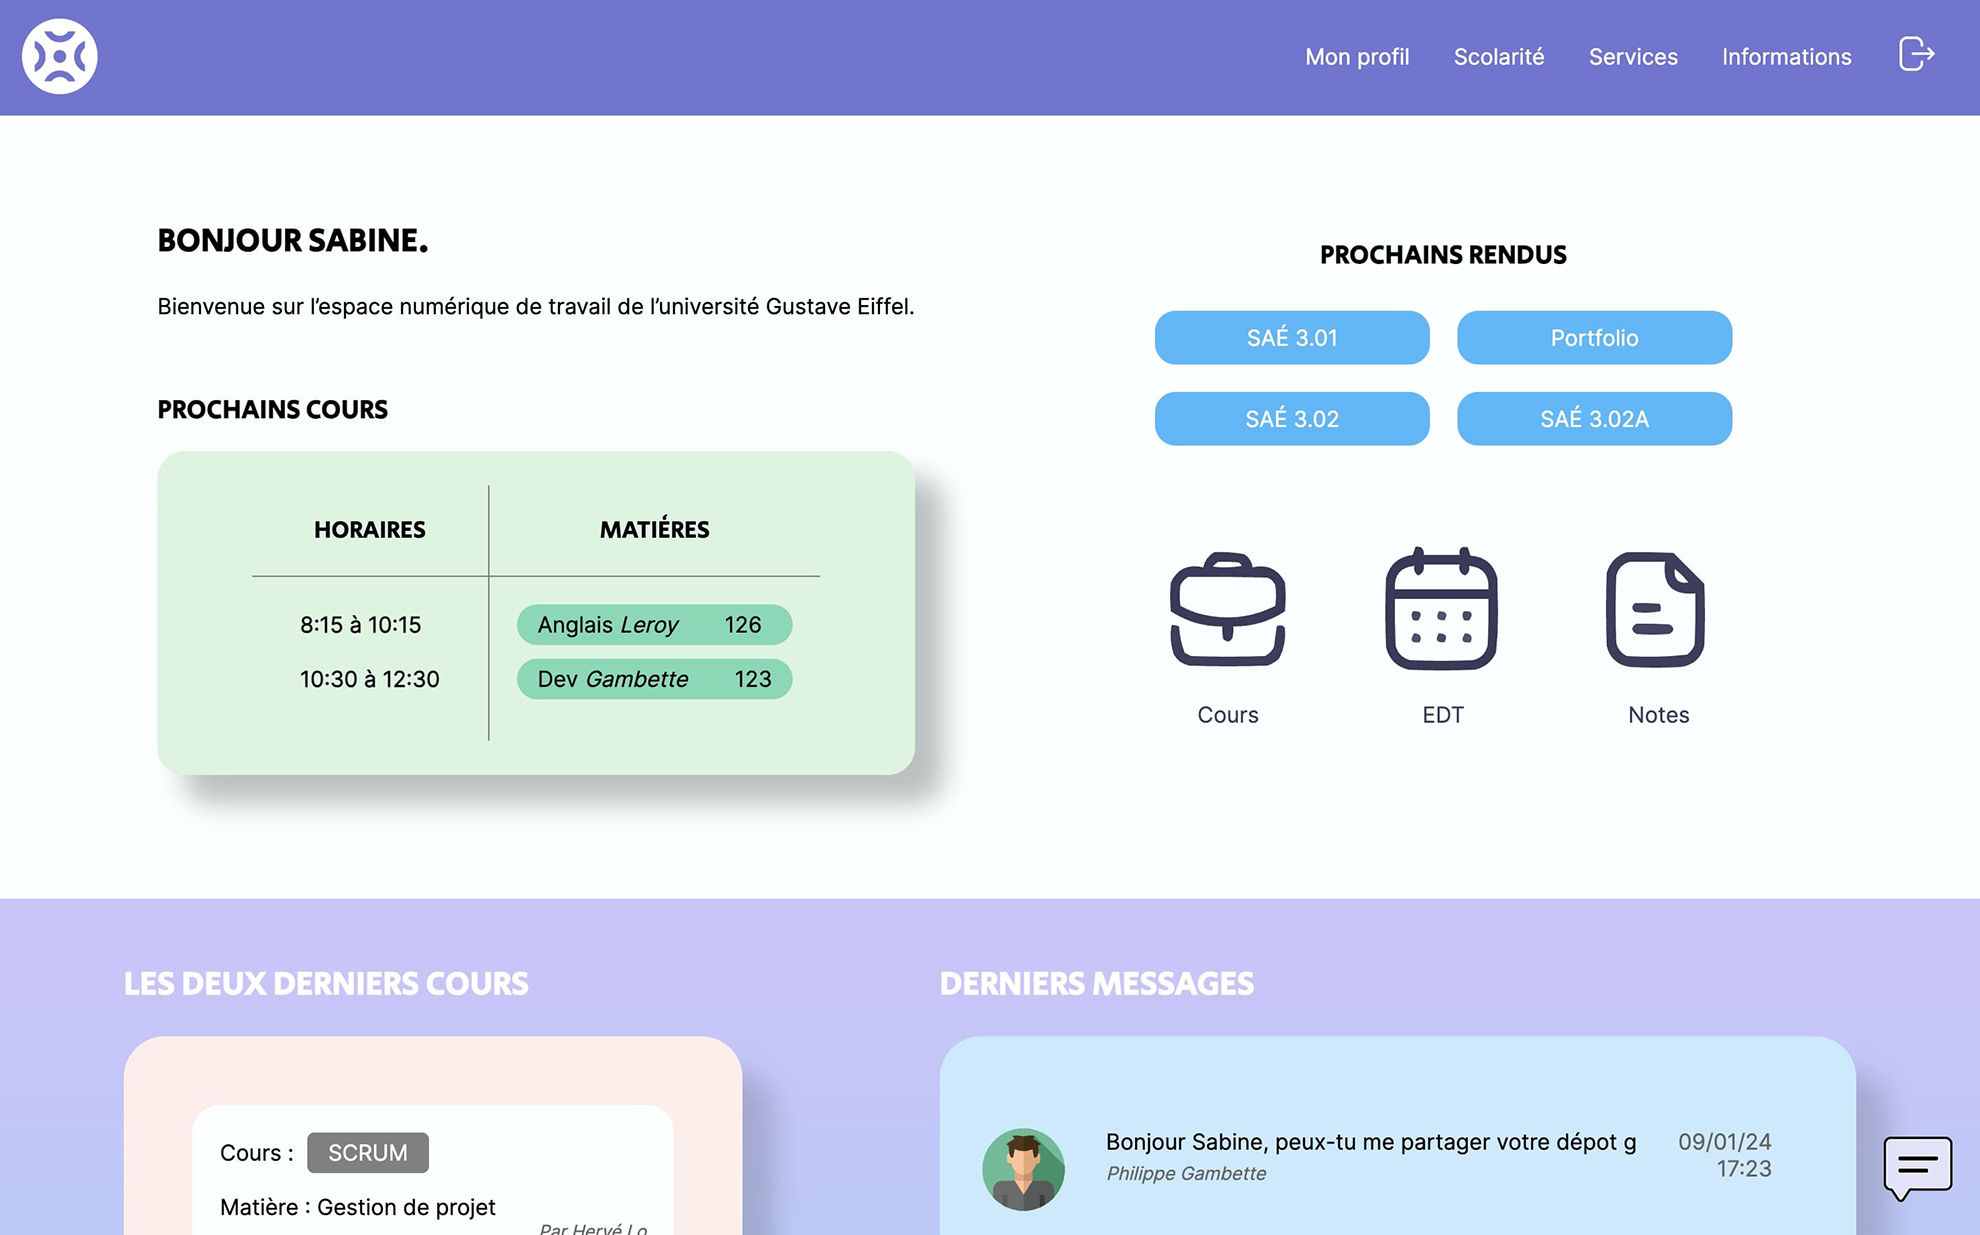 Mon profil Scolarité Services Informations
BONJOUR SABINE.
Bienvenue sur l’espace numérique de travail de l’université Gustave Eiffel.
PROCHAINS COURS
HORAIRES MATIÉRES
8:15 à 10:15 Anglais Leroy 126
10:30 à 12:30 Dev Gambette 123
PROCHAINS RENDUS
SAÉ 3.01 Portfolio
SAÉ 3.02 SAÉ 3.02A
Cours EDT Notes
LES DEUX DERNIERS COURS
Cours : SCRUM
Matière : Gestion de projet
Par Hervé Lo
DERNIERS MESSAGES
Bonjour Sabine, peux-tu me partager votre dépot g 09/01/24
Philippe Gambette 17:23